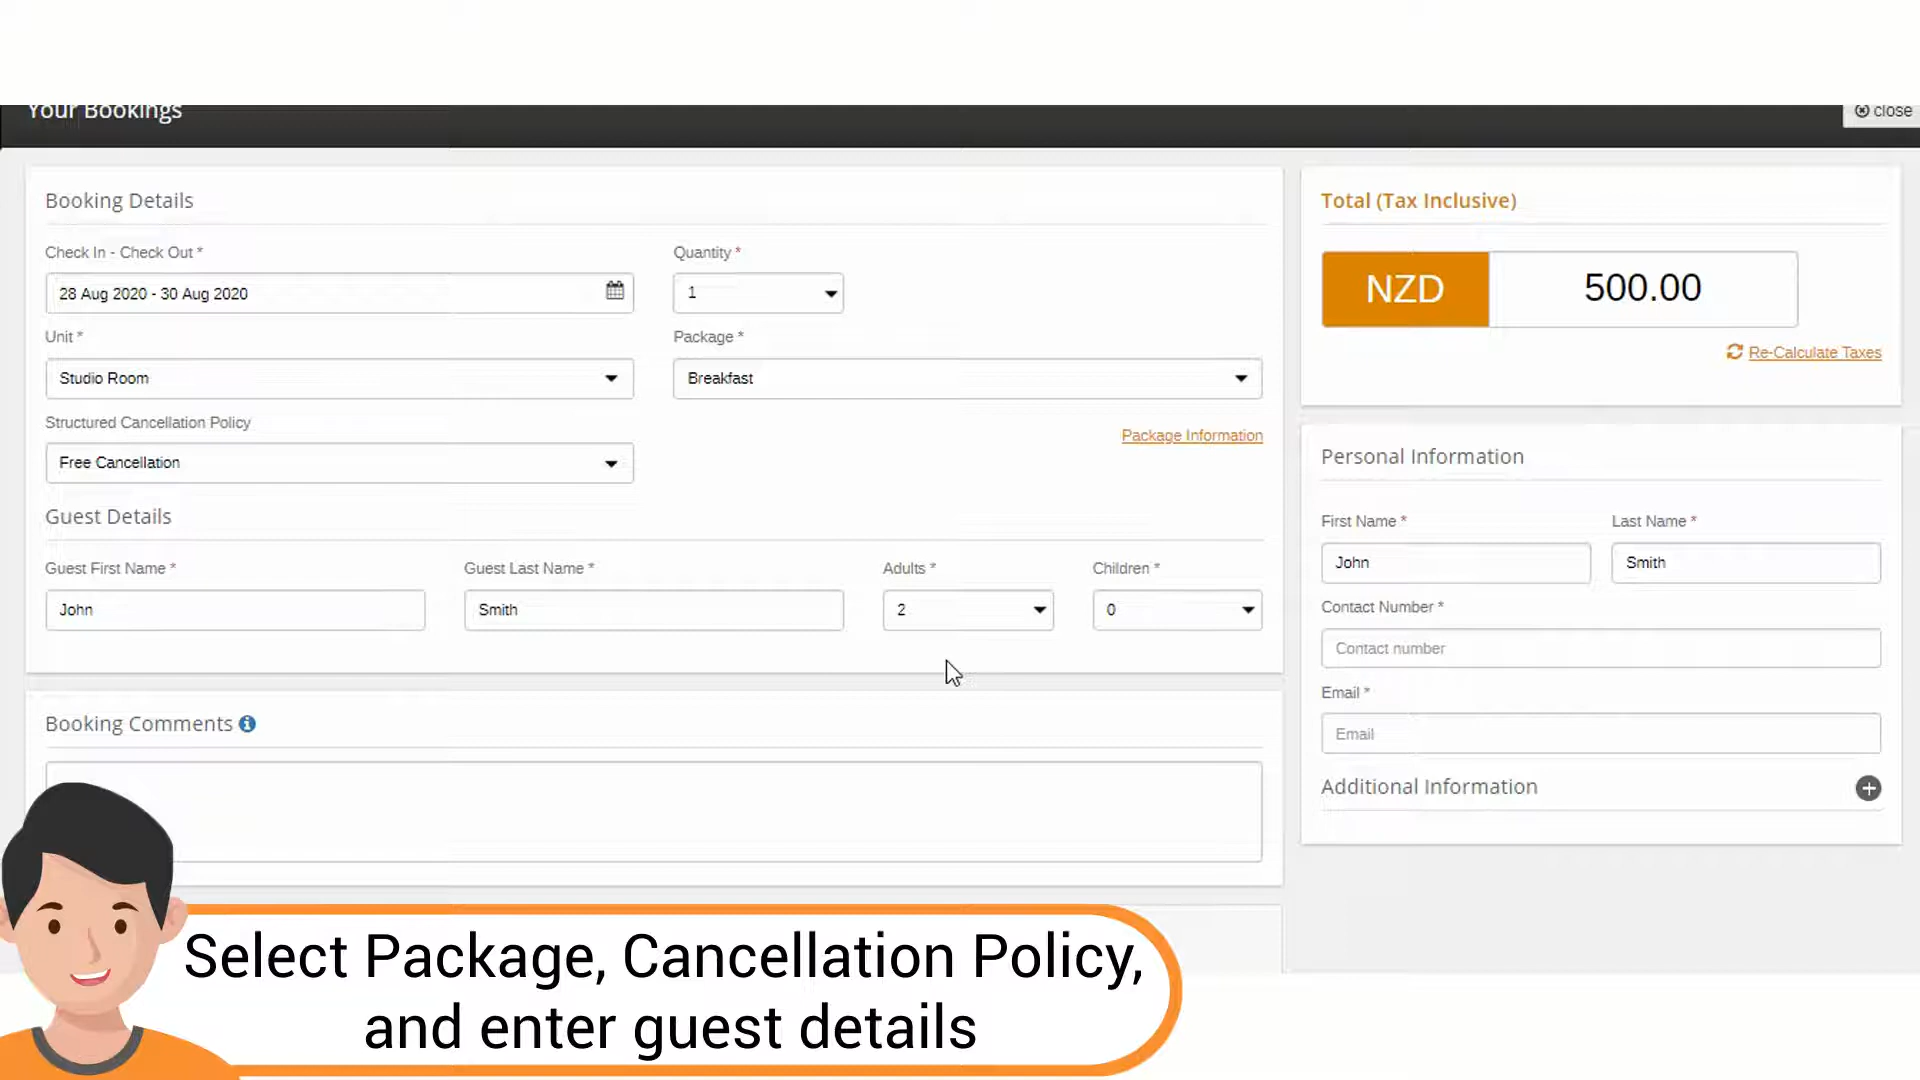 Your Bookings
close
Booking Details
Check In - Check Out *
28 Aug 2020 - 30 Aug 2020
Quantity *
1
Unit *
Studio Room
Package *
Breakfast
Structured Cancellation Policy
Free Cancellation
Package Information
Guest Details
Guest First Name *
John
Guest Last Name *
Smith
Adults *
2
Children *
0
Booking Comments
Total (Tax Inclusive)
NZD
500.00
Re-Calculate Taxes
Personal Information
First Name *
John
Last Name *
Smith
Contact Number *
Contact number
Email *
Email
Additional Information
Select Package, Cancellation Policy,
and enter guest details